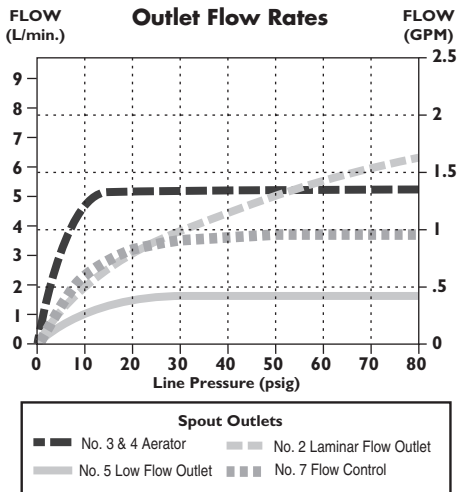 Outlet Flow Rates
FLOW
(L/min.)
FLOW
(GPM)
9
8
7
6
5
4
3
2
1
0
2.5
2
1.5
1
.5
0
0 10 20 30 40 50 60 70 80
Line Pressure (psig)
Spout Outlets
No. 3 & 4 Aerator
No. 2 Laminar Flow Outlet
No. 5 Low Flow Outlet
No. 7 Flow Control